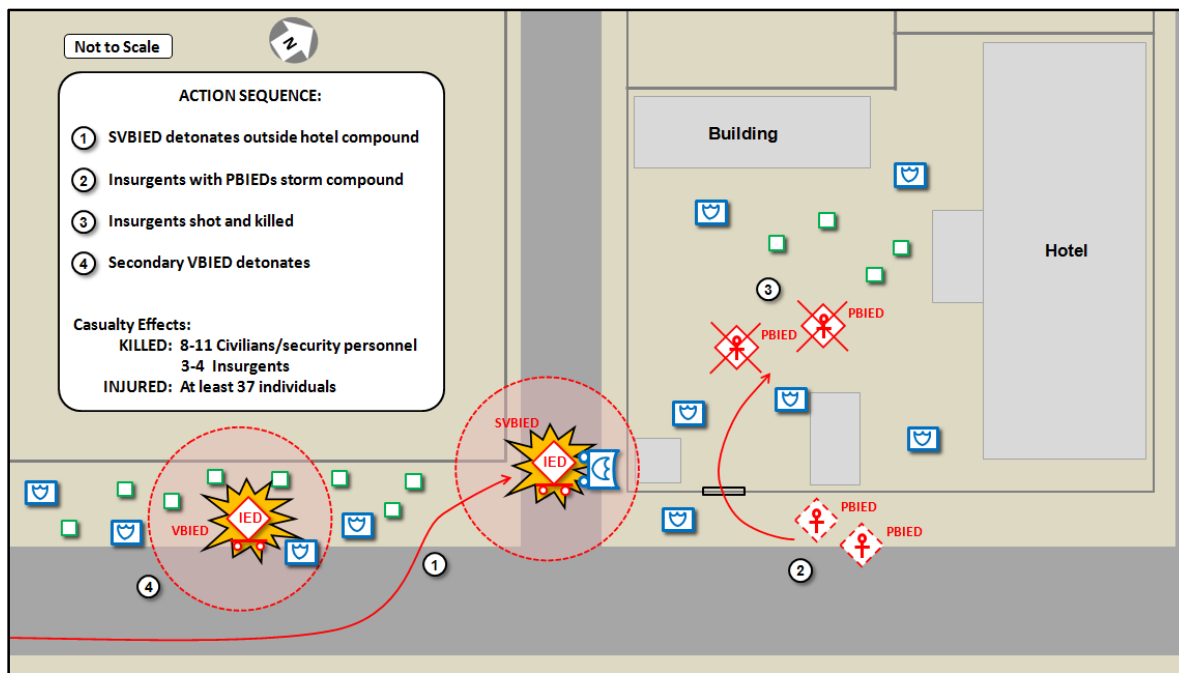 Not to Scale
N
ACTION SEQUENCE:
1 SVBIED detonates outside hotel compound
2 Insurgents with PBIEDs storm compound
3 Insurgents shot and killed
4 Secondary VBIED detonates
Casualty Effects:
KILLED: 8-11 Civilians/security personnel
3-4 Insurgents
INJURED: At least 37 individuals
Building
Hotel
3
PBIED
PBIED
SVBIED
IED
VBIED
IED
PBIED
PBIED
1
2
4